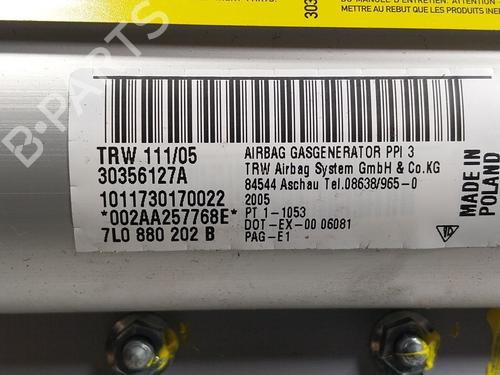 METTRE AU REBUT QUE LES PRODUITS INE
B-PARTS
TRW 111/05
30356127A
1011730170022
*002AA257768E*
7L0 880 202 B
AIRBAG GASGENERATOR PPI 3
TRW Airbag System GmbH & Co.KG
84544 Aschau Tel.08638/965-0
2005
PT 1-1053
DOT-EX-00 06081
PAG-E1
MADE IN
POLAND